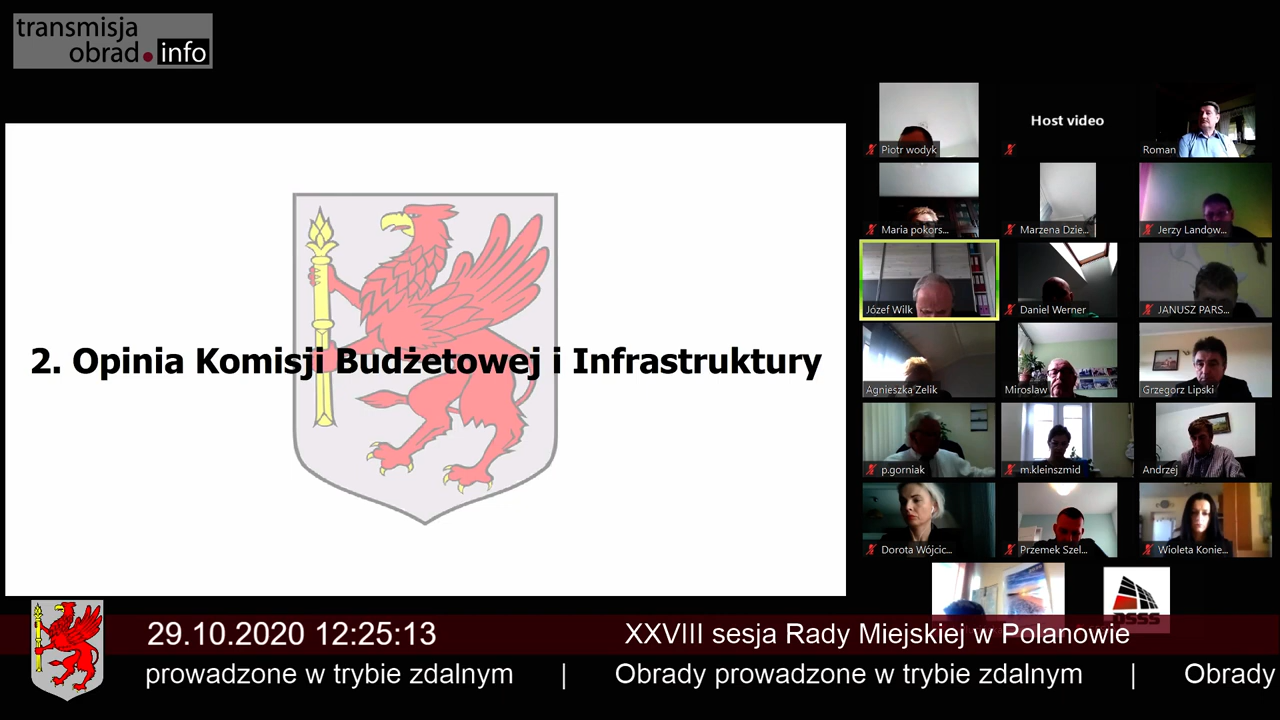 transmisja
obrad.info
2. Opinia Komisji Budżetowej i Infrastruktury
Piotr wodyk
Host video
Roman
Maria pokors...
Marzena Dzie...
Jerzy Landow...
Józef Wilk
Daniel Werner
JANUSZ PARS...
Agnieszka Zelik
Miroslaw
Grzegorz Lipski
p.gorniak
m.kleinszmid
Andrzej
Dorota Wójcic...
Przemek Szel...
Wioleta Konie...
29.10.2020 12:25:13
XXVIII sesja Rady Miejskiej w Polanowie
prowadzone w trybie zdalnym | Obrady prowadzone w trybie zdalnym | Obrady